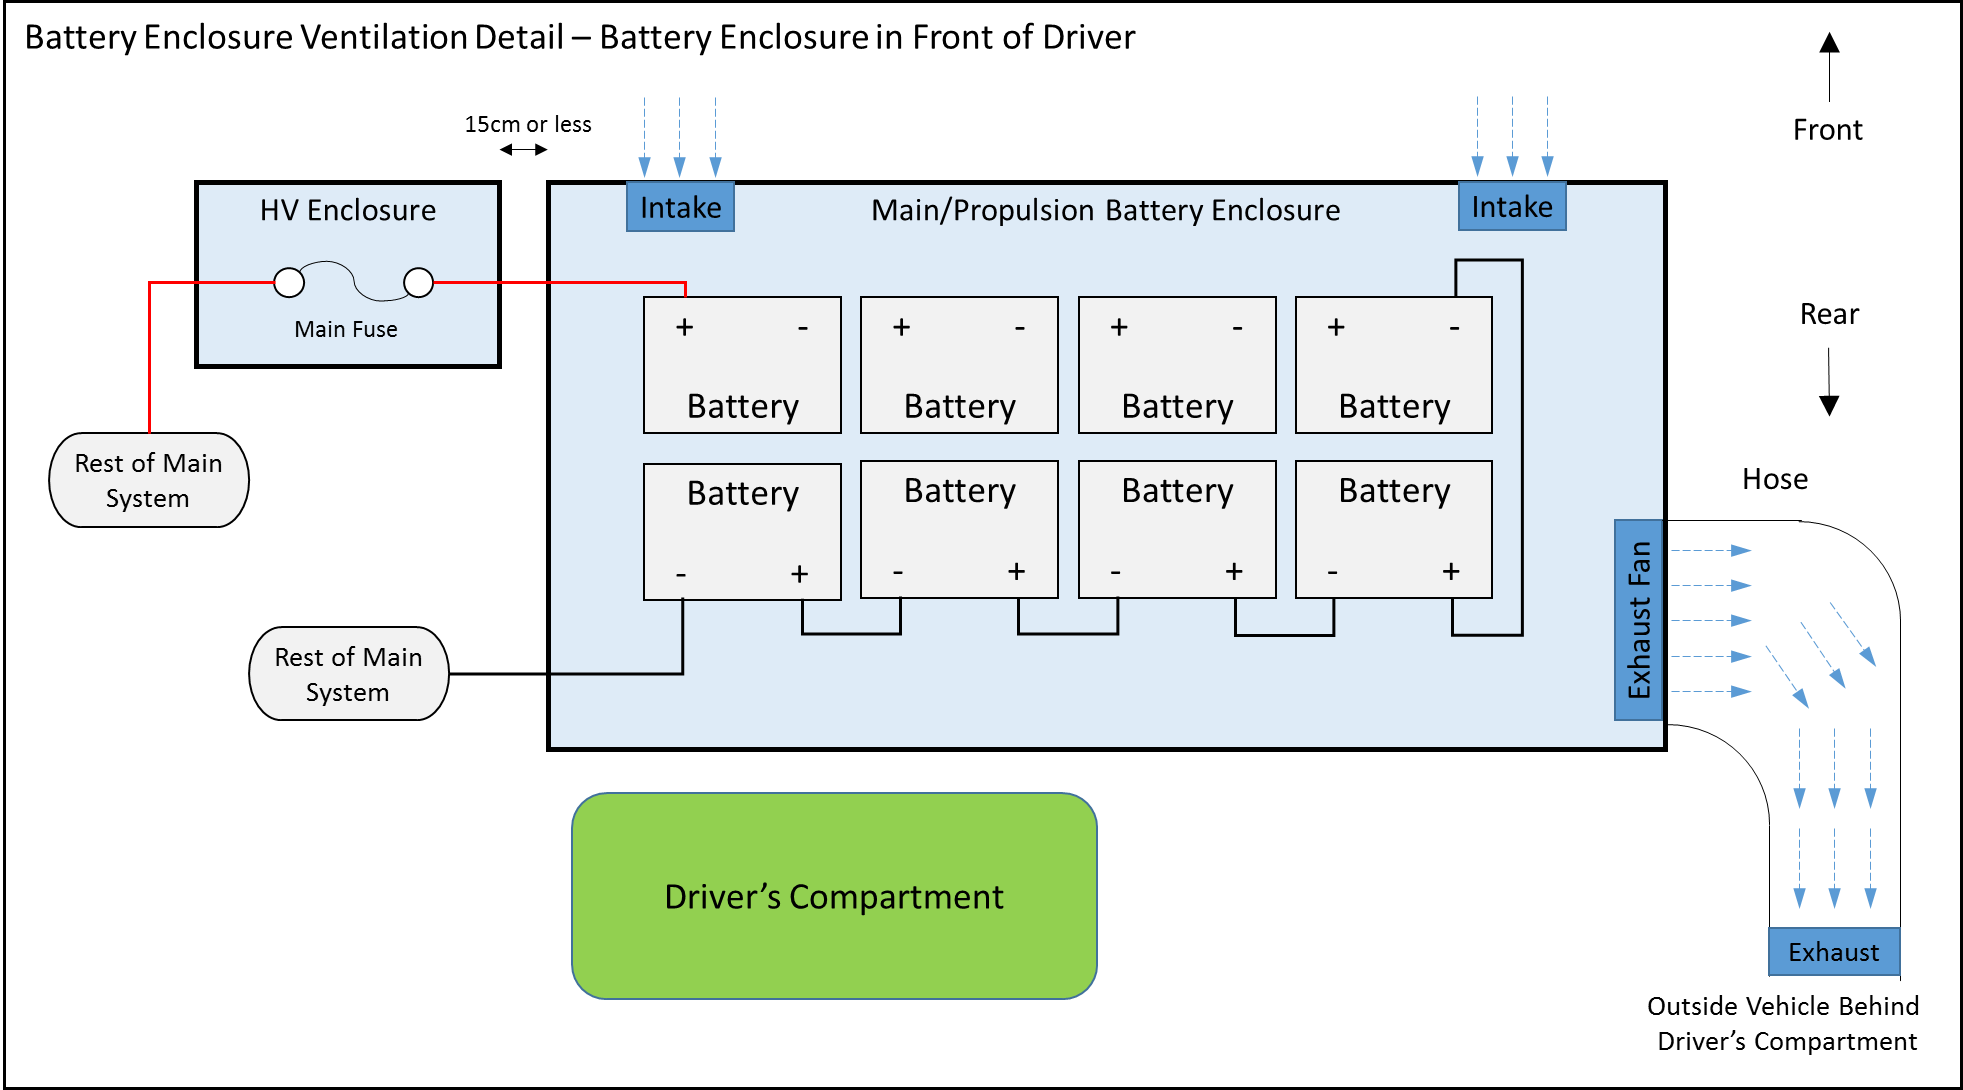 Battery Enclosure Ventilation Detail – Battery Enclosure in Front of Driver
Front
15cm or less
HV Enclosure
Main Fuse
Intake
Main/Propulsion Battery Enclosure
Intake
Rear
+ -
Battery
+ -
Battery
+ -
Battery
+ -
Battery
Rest of Main
System
Battery
- +
Battery
- +
Battery
- +
Battery
- +
Hose
Exhaust Fan
Rest of Main
System
Driver’s Compartment
Exhaust
Outside Vehicle Behind
Driver’s Compartment